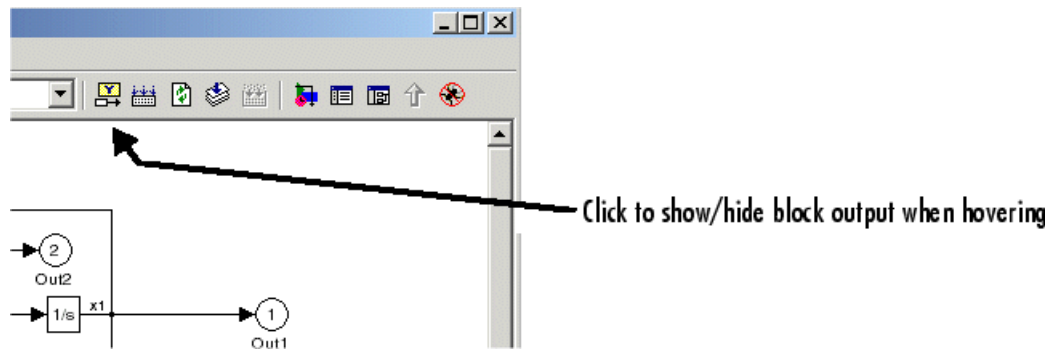 Y
Click to show/hide block output when hovering
2
Out2
1/s
x1
1
Out1